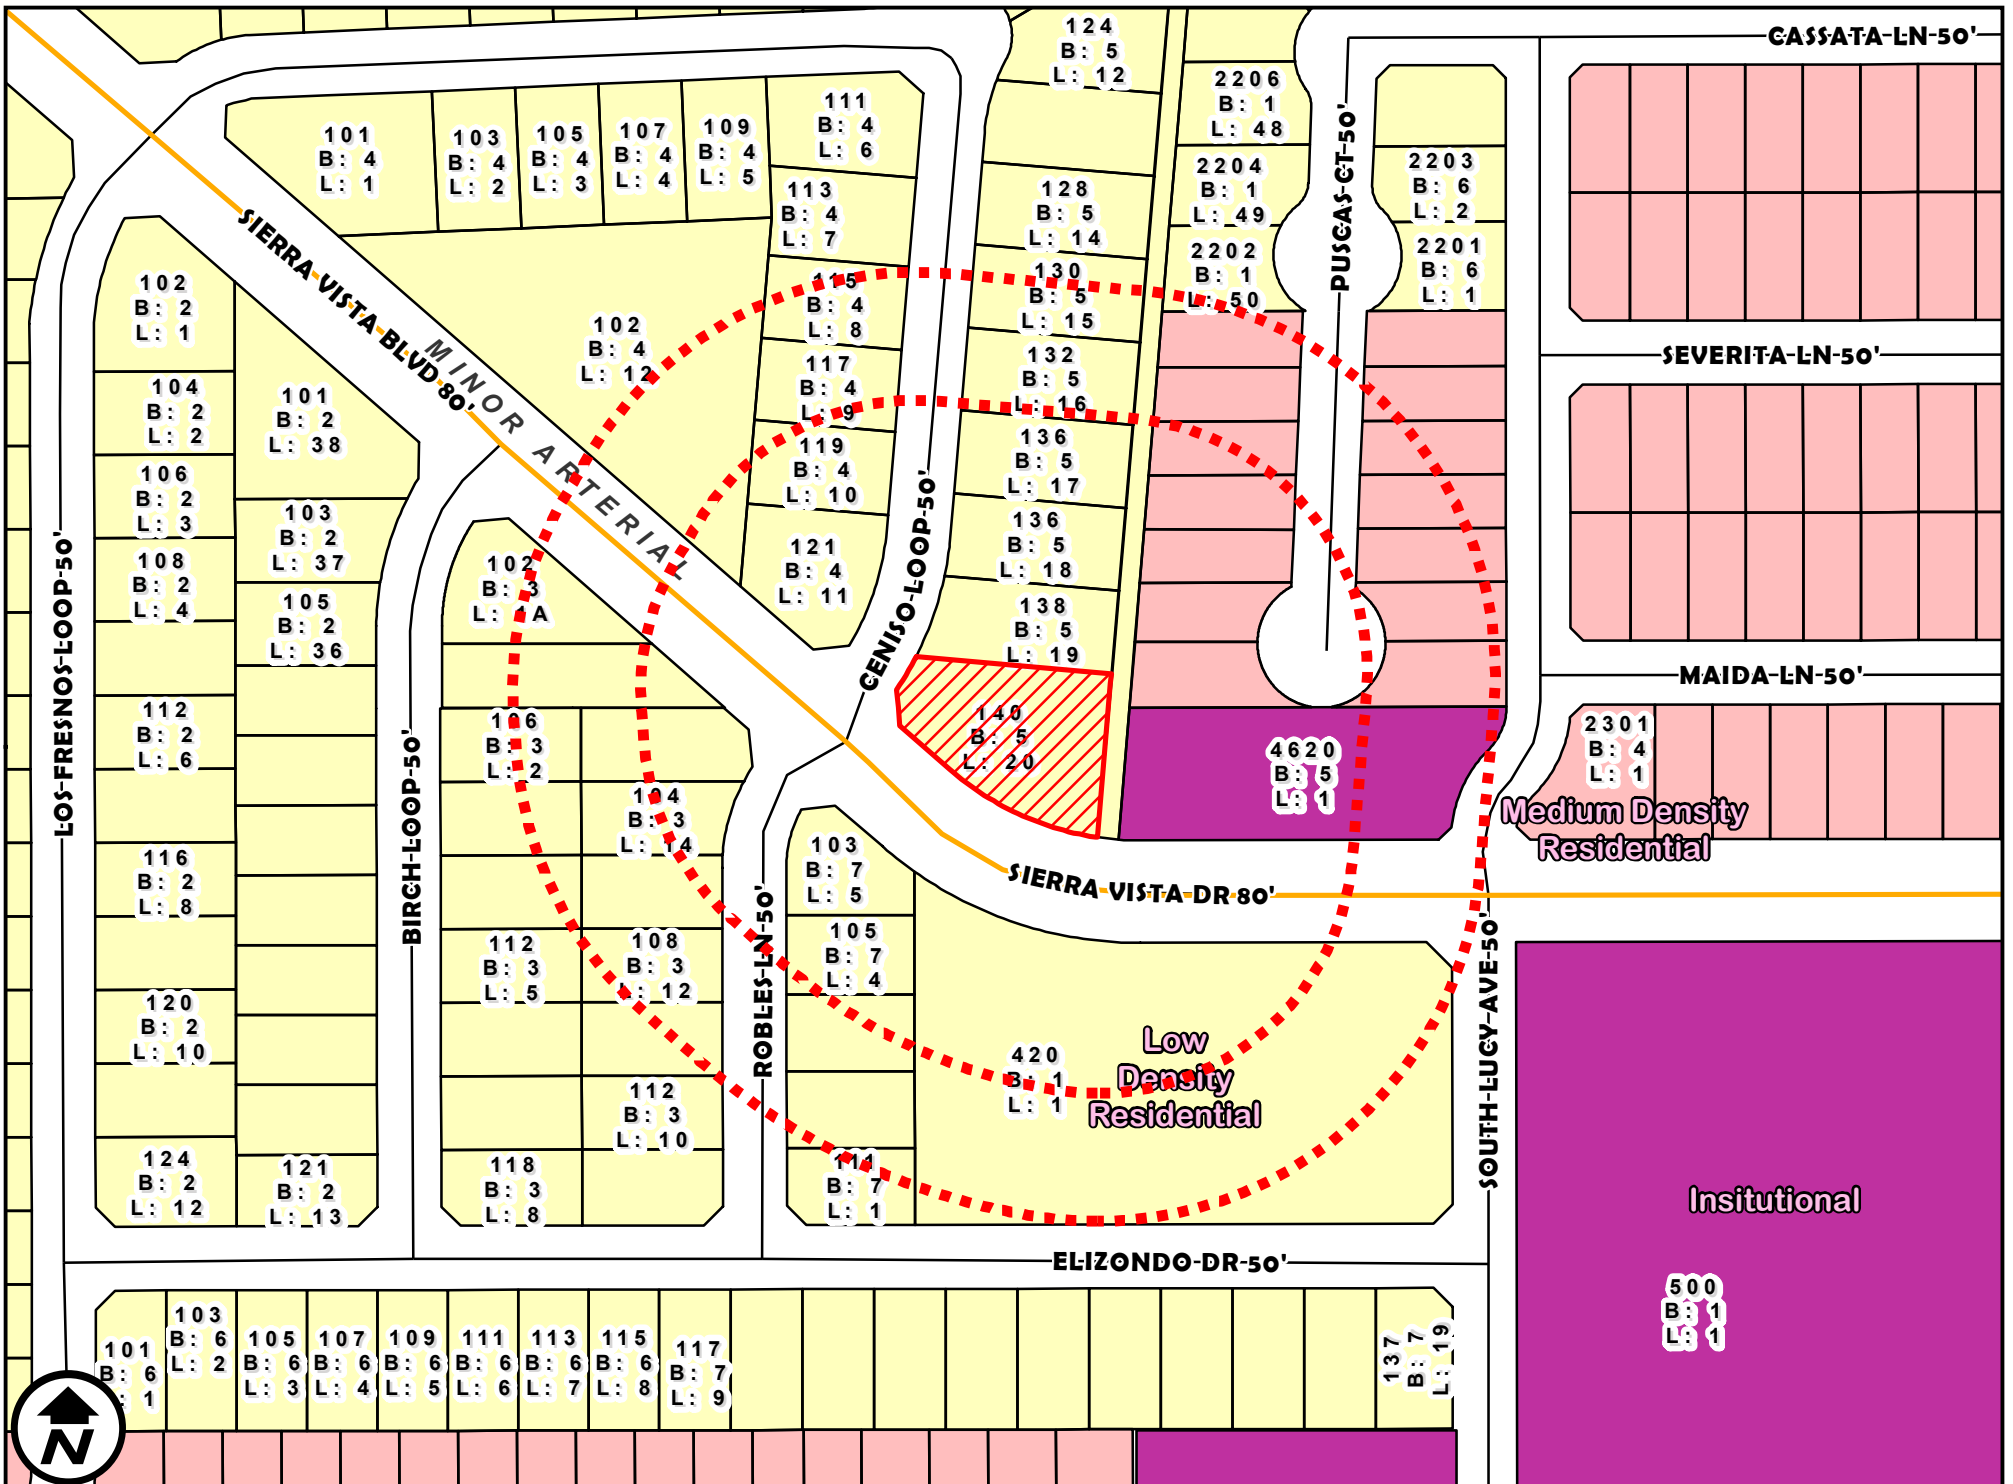 CASSATA-LN-50'
124
B: 5
L: 12
2206
B: 1
L: 48
PUSCAS-CT-50'
101
B: 4
L: 1
103
B: 4
L: 2
105
B: 4
L: 3
107
B: 4
L: 4
109
B: 4
L: 5
111
B: 4
L: 6
113
B: 4
L: 7
128
B: 5
L: 14
2204
B: 1
L: 49
2203
B: 6
L: 2
2202
B: 1
L: 50
2201
B: 6
L: 1
SIERRA VISTA BLVD 80'
MINOR ARTERIAL
102
B: 2
L: 1
115
B: 4
L: 8
130
B: 5
L: 15
102
B: 4
L: 12
SEVERITA-LN-50'
117
B: 4
L: 9
132
B: 5
L: 16
104
B: 2
L: 2
101
B: 2
L: 38
119
B: 4
L: 10
136
B: 5
L: 17
106
B: 2
L: 3
103
B: 2
L: 37
CENISO-LOOP-50'
136
B: 5
L: 18
121
B: 4
L: 11
LOS-FRESNOS-LOOP-50'
108
B: 2
L: 4
102
B: 3
L: 1A
105
B: 2
L: 36
138
B: 5
L: 19
MAIDA-LN-50'
112
B: 2
L: 6
BIRCH-LOOP-50'
106
B: 3
L: 2
140
B: 5
L: 20
4620
B: 5
L: 1
2301
B: 4
L: 1
Medium Density
Residential
104
B: 3
L: 14
103
B: 7
L: 5
SIERRA VISTA DR 80'
116
B: 2
L: 8
112
B: 3
L: 5
108
B: 3
L: 12
ROBLES-LN-50'
105
B: 7
L: 4
SOUTH-LUCY-AVE-50'
120
B: 2
L: 10
420
B: 1
L: 1
Low
Density
Residential
112
B: 3
L: 10
124
B: 2
L: 12
121
B: 2
L: 13
118
B: 3
L: 8
111
B: 7
L: 1
Insitutional
ELIZONDO-DR-50'
500
B: 1
L: 1
101
B: 6
: 1
103
B: 6
L: 2
105
B: 6
L: 3
107
B: 6
L: 4
109
B: 6
L: 5
111
B: 6
L: 6
113
B: 6
L: 7
115
B: 6
L: 8
117
B: 7
L: 9
137
B: 7
L: 19
N